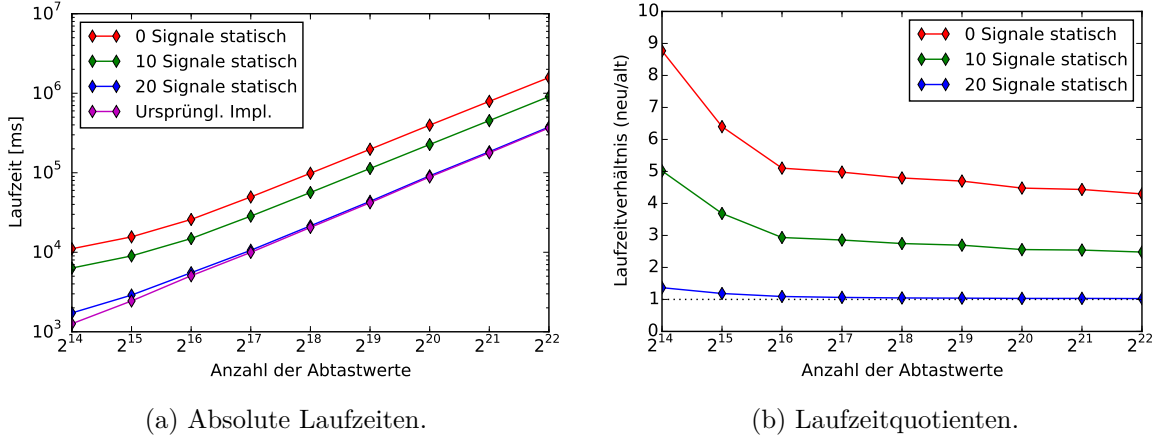 10^7
10^6
10^5
10^4
10^3
Laufzeit [ms]
0 Signale statisch
10 Signale statisch
20 Signale statisch
Ursprüngl. Impl.
2^14 2^15 2^16 2^17 2^18 2^19 2^20 2^21 2^22
Anzahl der Abtastwerte
(a) Absolute Laufzeiten.
10
9
8
7
6
5
4
3
2
1
0
Laufzeitverhältnis (neu/alt)
0 Signale statisch
10 Signale statisch
20 Signale statisch
2^14 2^15 2^16 2^17 2^18 2^19 2^20 2^21 2^22
Anzahl der Abtastwerte
(b) Laufzeitquotienten.